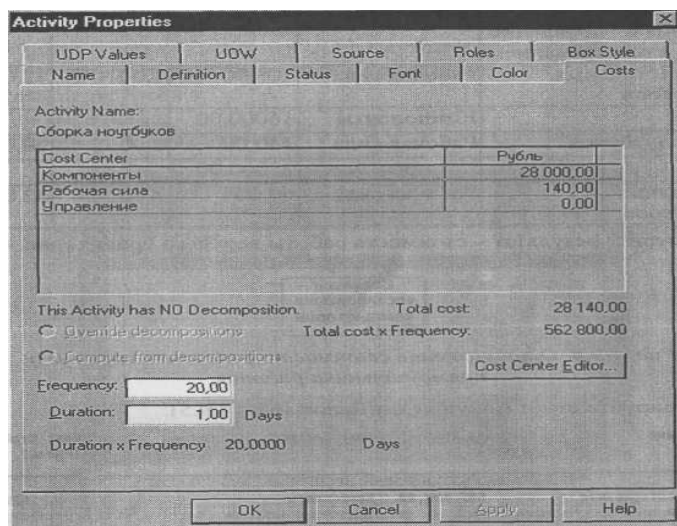 Activity Properties
UDP Values UOW Source Roles Box Style
Name Definition Status Font Color Costs
Activity Name:
Сборка ноутбуков
Cost Center Рубль
Компоненты 28 000,00
Рабочая сила 140,00
Управление 0,00
This Activity has NO Decomposition. Total cost: 28 140,00
Override decompositions Total cost x Frequency: 562 800,00
Compute from decompositions
Cost Center Editor...
Frequency: 20,00
Duration: 1,00 Days
Duration x Frequency 20,0000 Days
OK Cancel Apply Help